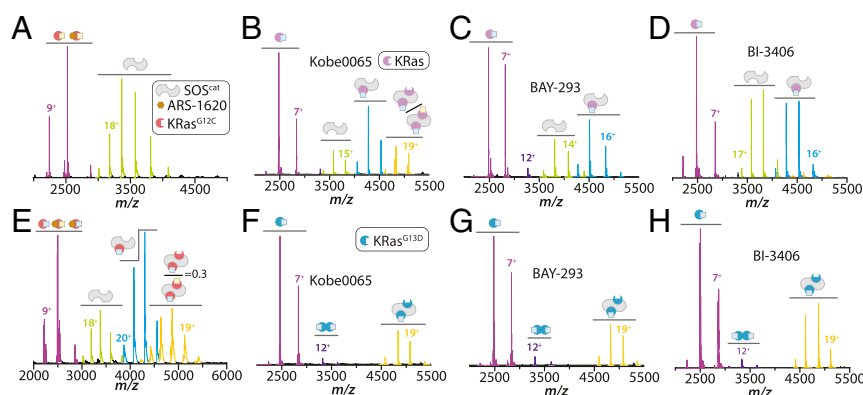 A
9⁺
18⁺
SOSᶜᵃᵗ
ARS-1620
KRasᴳ¹²ᶜ
2500 3500 4500
m/z
B
Kobe0065
KRas
7⁺
15⁺
19⁺
2500 3500 4500 5500
m/z
C
BAY-293
7⁺
12⁺
14⁺
16⁺
2500 3500 4500 5500
m/z
D
BI-3406
7⁺
17⁺
16⁺
2500 3500 4500 5500
m/z
E
9⁺
18⁺
20⁺
=0.3
19⁺
2000 3000 4000 5000 6000
m/z
F
KRasᴳ¹³ᴰ
Kobe0065
7⁺
12⁺
19⁺
2500 3500 4500 5500
m/z
G
BAY-293
7⁺
12⁺
19⁺
2500 3500 4500 5500
m/z
H
BI-3406
7⁺
12⁺
19⁺
2500 3500 4500 5500
m/z